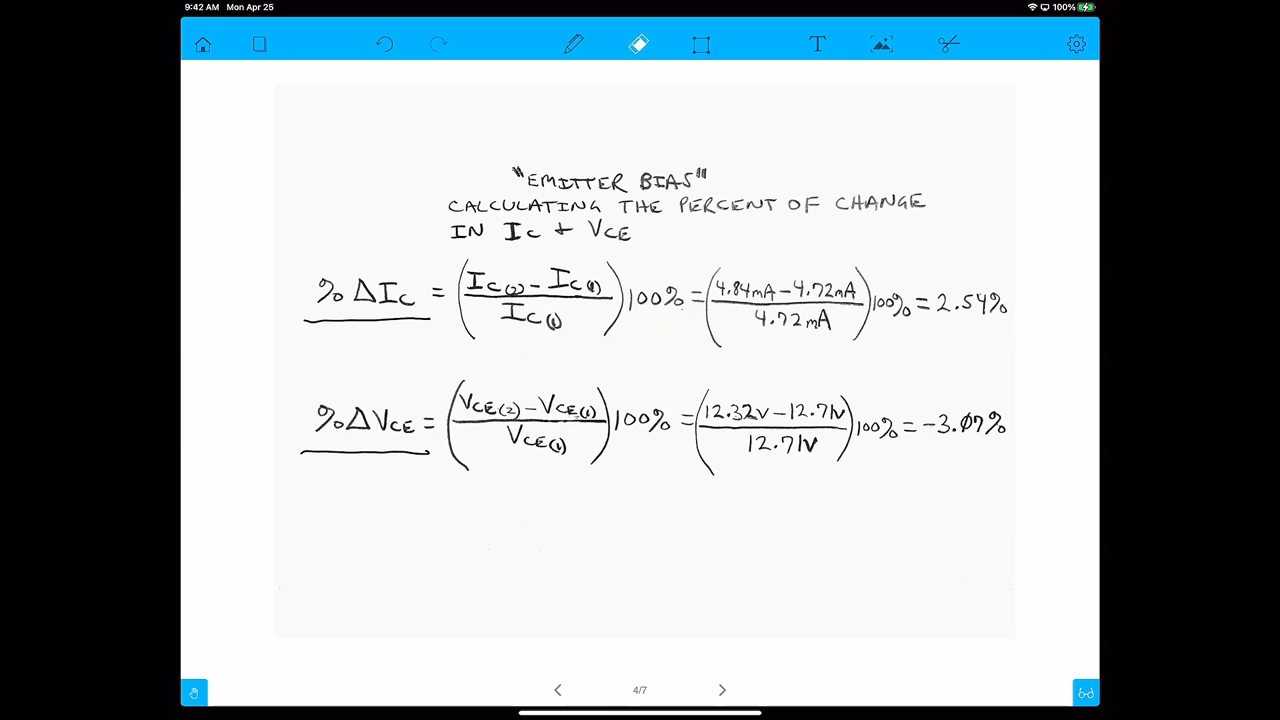 9:42 AM Mon Apr 25 100%
T
"EMITTER BIAS"
CALCULATING THE PERCENT OF CHANGE
IN IC + VCE
%ΔIC = (IC(2) - IC(1) / IC(1)) 100% = (4.84mA - 4.72mA / 4.72mA) 100% = 2.54%
%ΔVCE = (VCE(2) - VCE(1) / VCE(1)) 100% = (12.32V - 12.71V / 12.71V) 100% = -3.07%
4/7